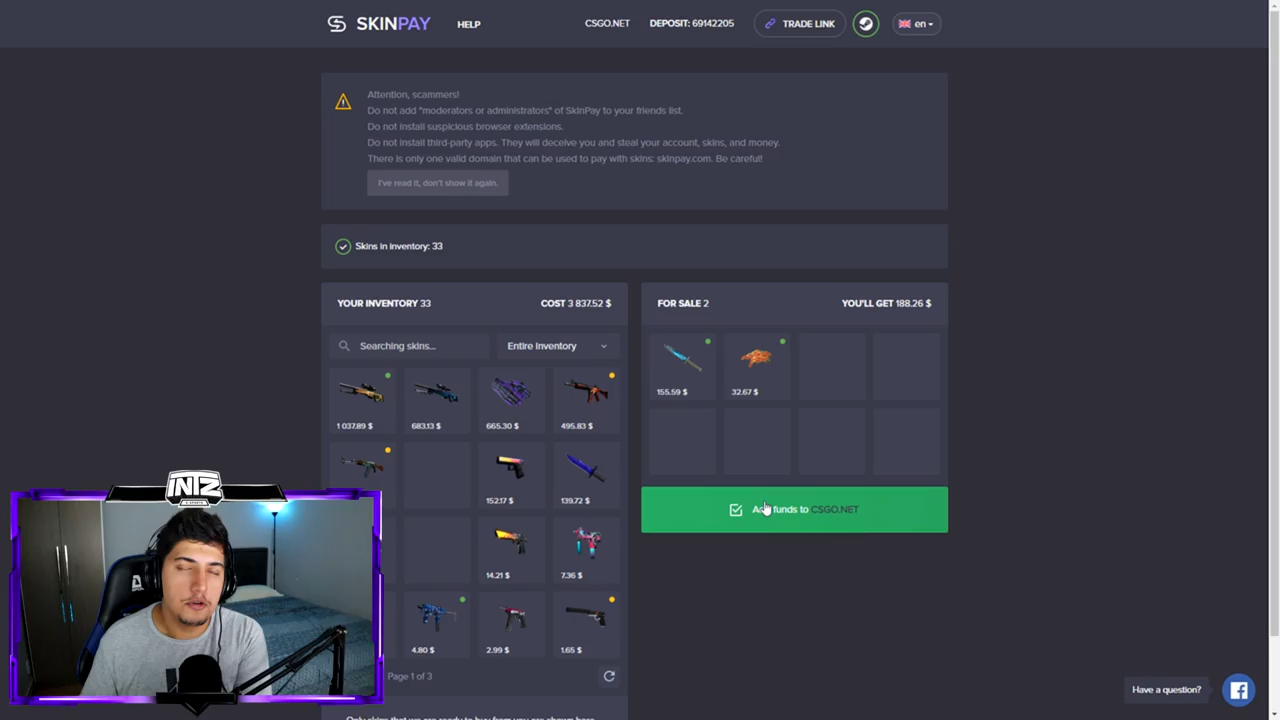 SKINPAY
HELP
CSGO.NET
DEPOSIT: 69142205
TRADE LINK
en
Attention, scammers!
Do not add "moderators or administrators" of SkinPay to your friends list.
Do not install suspicious browser extensions.
Do not install third-party apps. They will deceive you and steal your account, skins, and money.
There is only one valid domain that can be used to pay with skins: skinpay.com. Be careful!
I've read it, don't show it again.
Skins in inventory: 33
YOUR INVENTORY 33
COST 3 837.52 $
FOR SALE 2
YOU'LL GET 188.26 $
Searching skins...
Entire Inventory
155.59 $
32.67 $
1 037.89 $
683.13 $
665.30 $
495.83 $
152.17 $
139.72 $
funds to CSGO.NET
14.21 $
7.36 $
4.80 $
2.99 $
1.65 $
Page 1 of 3
Have a question?
INTZ